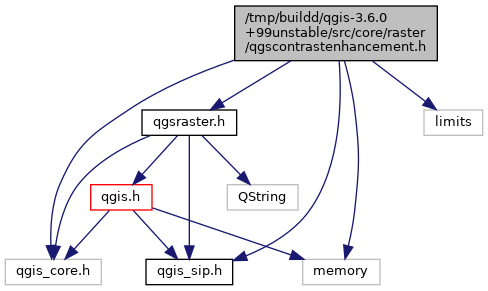 /tmp/buildd/qgis-3.6.0
+99unstable/src/core/raster
/qgscontrastenhancement.h
qgsraster.h
limits
qgis.h
QString
qgis_core.h
qgis_sip.h
memory